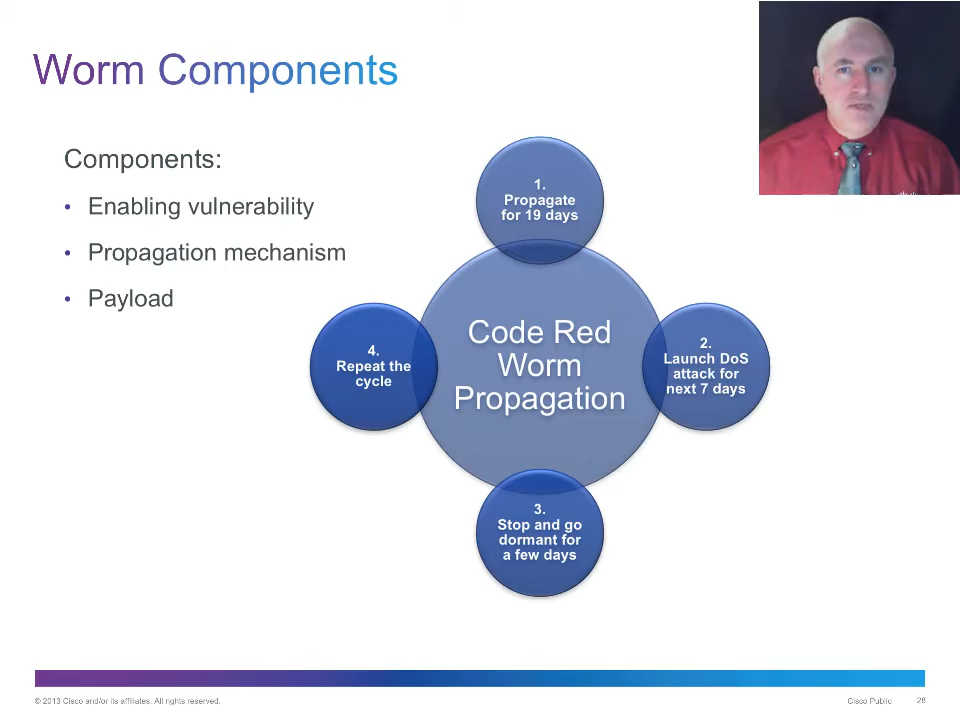 Worm Components
Components:
• Enabling vulnerability
• Propagation mechanism
• Payload
1.
Propagate
for 19 days
Code Red
Worm
Propagation
2.
Launch DoS
attack for
next 7 days
3.
Stop and go
dormant for
a few days
4.
Repeat the
cycle
© 2013 Cisco and/or its affiliates. All rights reserved.
Cisco Public
28